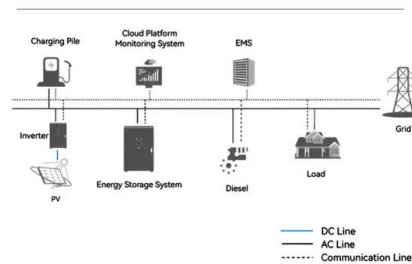 Charging Pile
Cloud Platform
Monitoring System
EMS
Grid
Inverter
PV
Energy Storage System
Diesel
Load
DC Line
AC Line
Communication Line